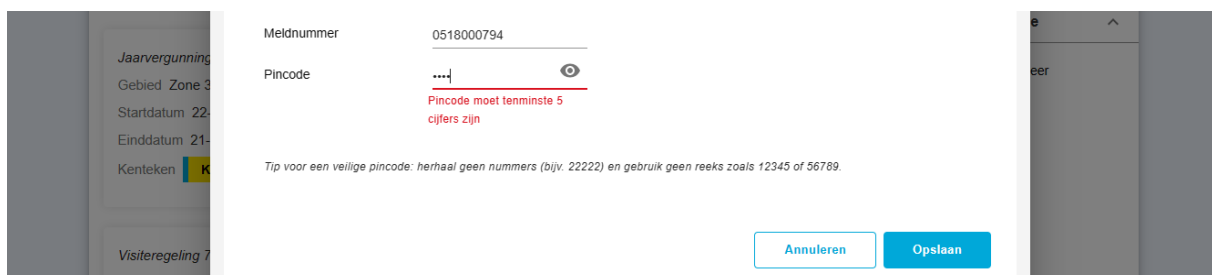 e
Meldnummer 0518000794
Jaarvergunning
Pincode ••••
eer
Gebied Zone 3
Pincode moet tenminste 5
cijfers zijn
Startdatum 22-
Einddatum 21-
Kenteken K
Tip voor een veilige pincode: herhaal geen nummers (bijv. 22222) en gebruik geen reeks zoals 12345 of 56789.
Annuleren Opslaan
Visiteregeling 7